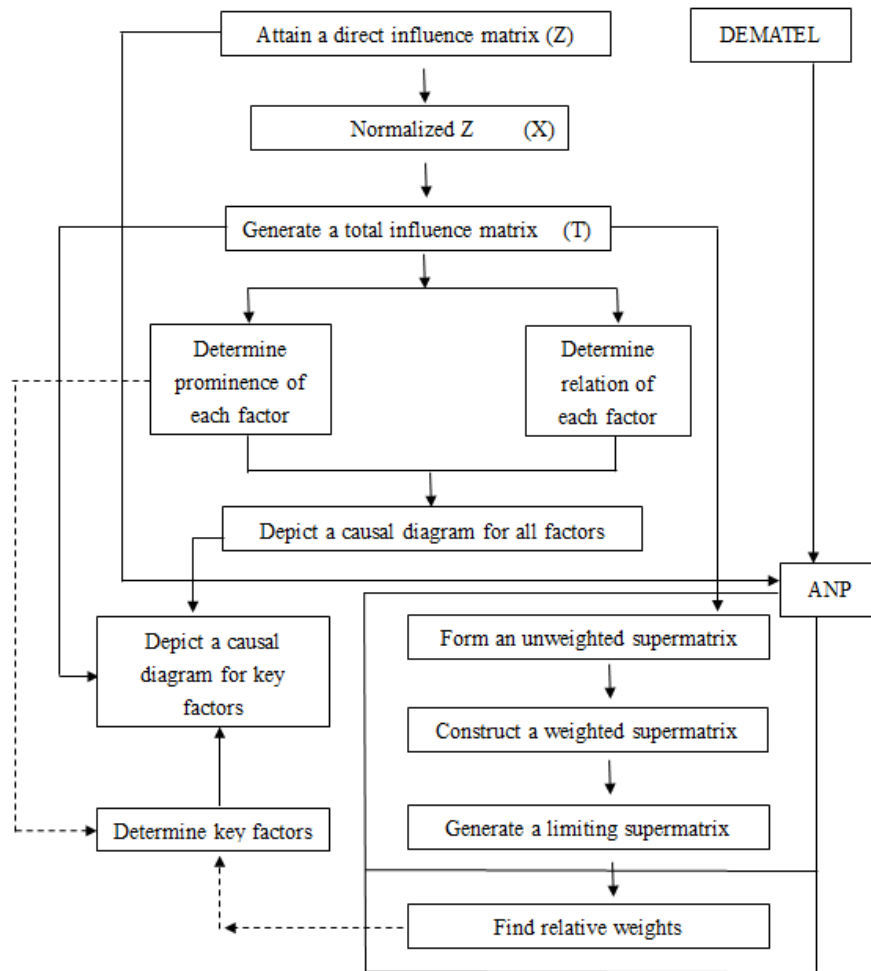 Attain a direct influence matrix (Z)
DEMATEL
Normalized Z (X)
Generate a total influence matrix (T)
Determine
prominence of
each factor
Determine
relation of
each factor
Depict a causal diagram for all factors
ANP
Depict a causal
diagram for key
factors
Form an unweighted supermatrix
Construct a weighted supermatrix
Determine key factors
Generate a limiting supermatrix
Find relative weights